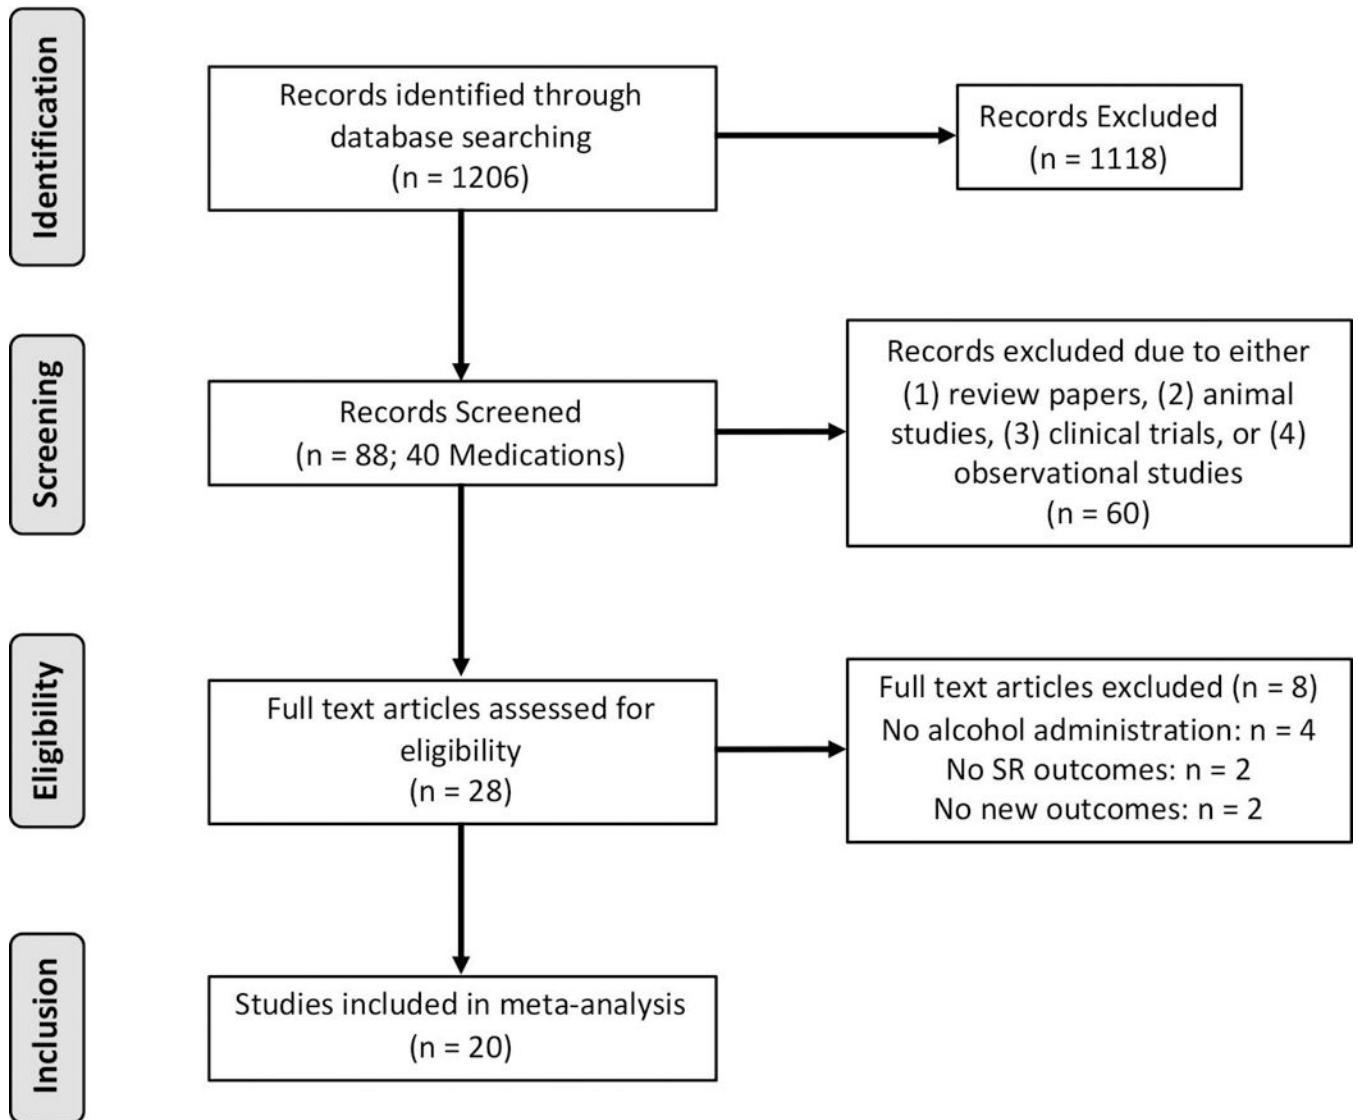 Identification
Records identified through
database searching
(n = 1206)
Records Excluded
(n = 1118)
Screening
Records Screened
(n = 88; 40 Medications)
Records excluded due to either
(1) review papers, (2) animal
studies, (3) clinical trials, or (4)
observational studies
(n = 60)
Eligibility
Full text articles assessed for
eligibility
(n = 28)
Full text articles excluded (n = 8)
No alcohol administration: n = 4
No SR outcomes: n = 2
No new outcomes: n = 2
Inclusion
Studies included in meta-analysis
(n = 20)